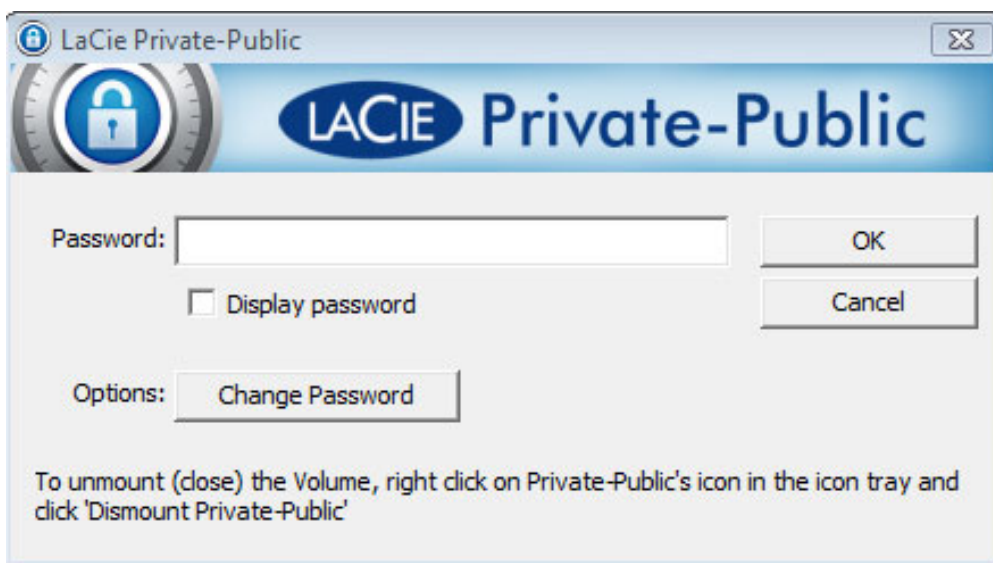 LaCie Private-Public
LACIE Private-Public
Password:
OK
Display password
Cancel
Options:
Change Password
To unmount (close) the Volume, right click on Private-Public's icon in the icon tray and
click 'Dismount Private-Public'